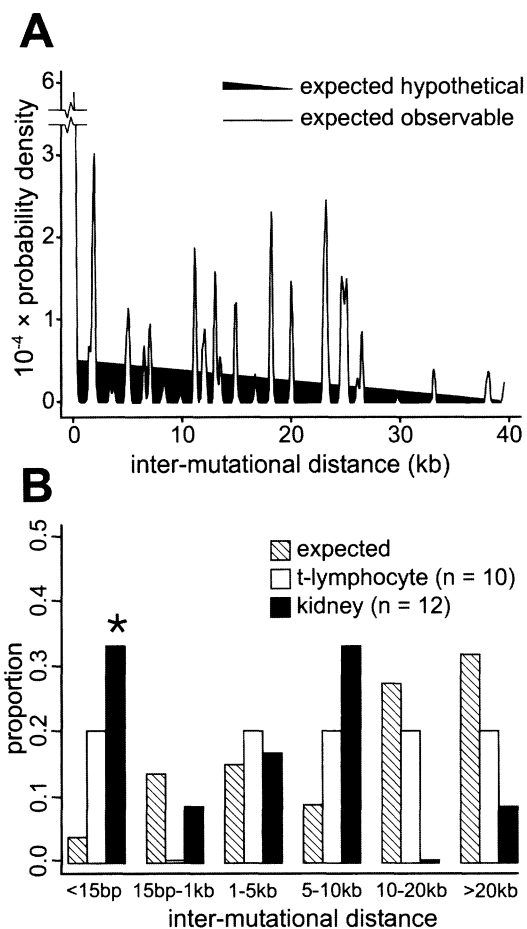 A
expected hypothetical
expected observable
10⁻⁴ × probability density
6
3
2
1
0
0 10 20 30 40
inter-mutational distance (kb)
B
expected
t-lymphocyte (n = 10)
kidney (n = 12)
*
proportion
0.5
0.4
0.3
0.2
0.1
0.0
<15bp 15bp-1kb 1-5kb 5-10kb 10-20kb >20kb
inter-mutational distance